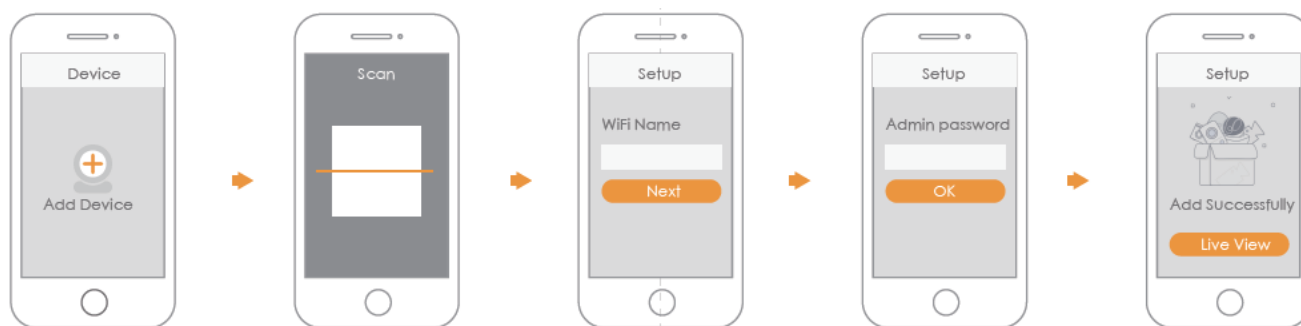 Device
Add Device
Scan
Setup
WiFi Name
Next
Setup
Admin password
OK
Setup
Add Successfully
Live View